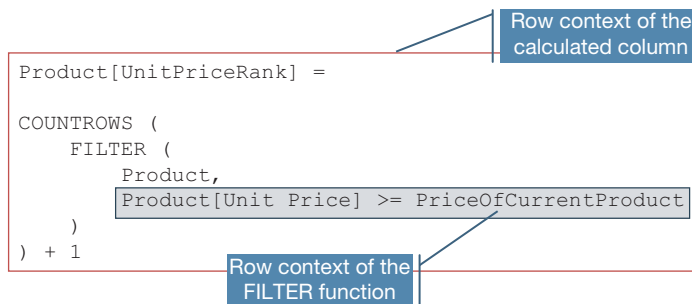 Row context of the
calculated column
Product[UnitPriceRank] =
COUNTROWS (
FILTER (
Product,
Product[Unit Price] >= PriceOfCurrentProduct
)
) + 1
Row context of the
FILTER function